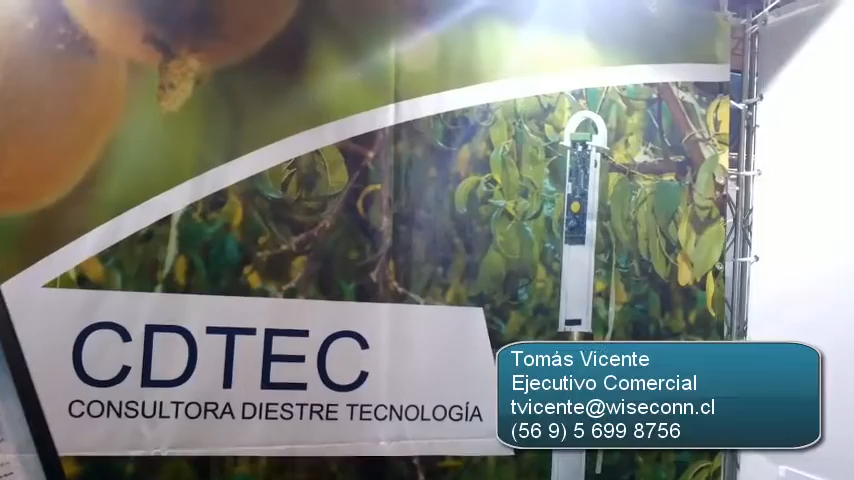 CDTEC
CONSULTORA DIESTRE TECNOLOGÍA
Tomás Vicente
Ejecutivo Comercial
tvicente@wiseconn.cl
(56 9) 5 699 8756